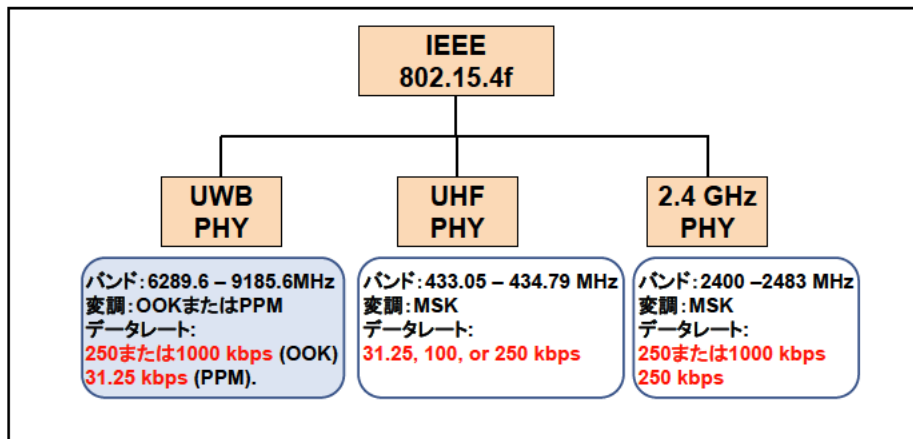 IEEE
802.15.4f
UWB
PHY
UHF
PHY
2.4 GHz
PHY
バンド:6289.6 – 9185.6MHz
変調:OOKまたはPPM
データレート:
250または1000 kbps (OOK)
31.25 kbps (PPM).
バンド:433.05 – 434.79 MHz
変調:MSK
データレート:
31.25, 100, or 250 kbps
バンド:2400 –2483 MHz
変調:MSK
データレート:
250または1000 kbps
250 kbps